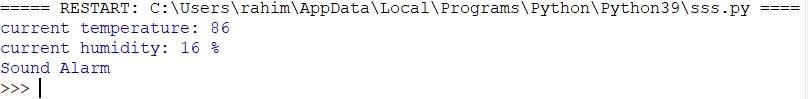 ===== RESTART: C:\Users\rahim\AppData\Local\Programs\Python\Python39\sss.py ====
current temperature: 86
current humidity: 16 %
Sound Alarm
>>>